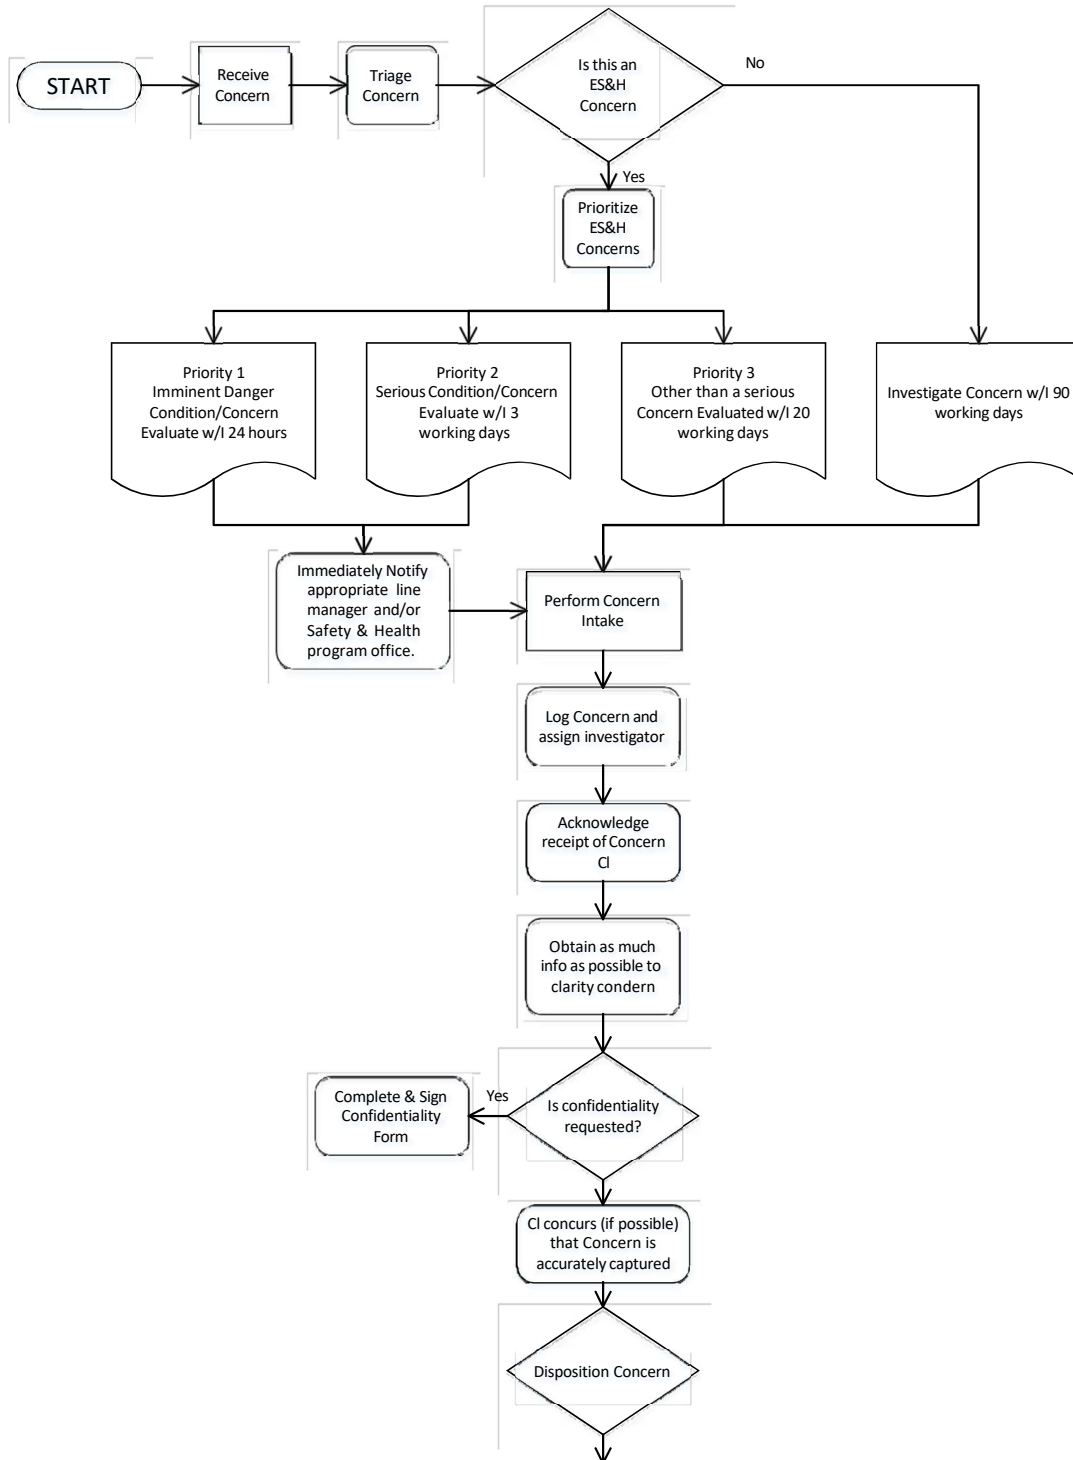 START
Receive
Concern
Triage
Concern
Is this an
ES&H
Concern
No
Yes
Prioritize
ES&H
Concerns
Priority 1
Imminent Danger
Condition/Concern
Evaluate w/I 24 hours
Priority 2
Serious Condition/Concern
Evaluate w/I 3
working days
Priority 3
Other than a serious
Concern Evaluated w/I 20
working days
Investigate Concern w/I 90
working days
Immediately Notify
appropriate line
manager and/or
Safety & Health
program office.
Perform Concern
Intake
Log Concern and
assign investigator
Acknowledge
receipt of Concern
CI
Obtain as much
info as possible to
clarity condern
Is confidentiality
requested?
Yes
Complete & Sign
Confidentiality
Form
CI concurs (if possible)
that Concern is
accurately captured
Disposition Concern